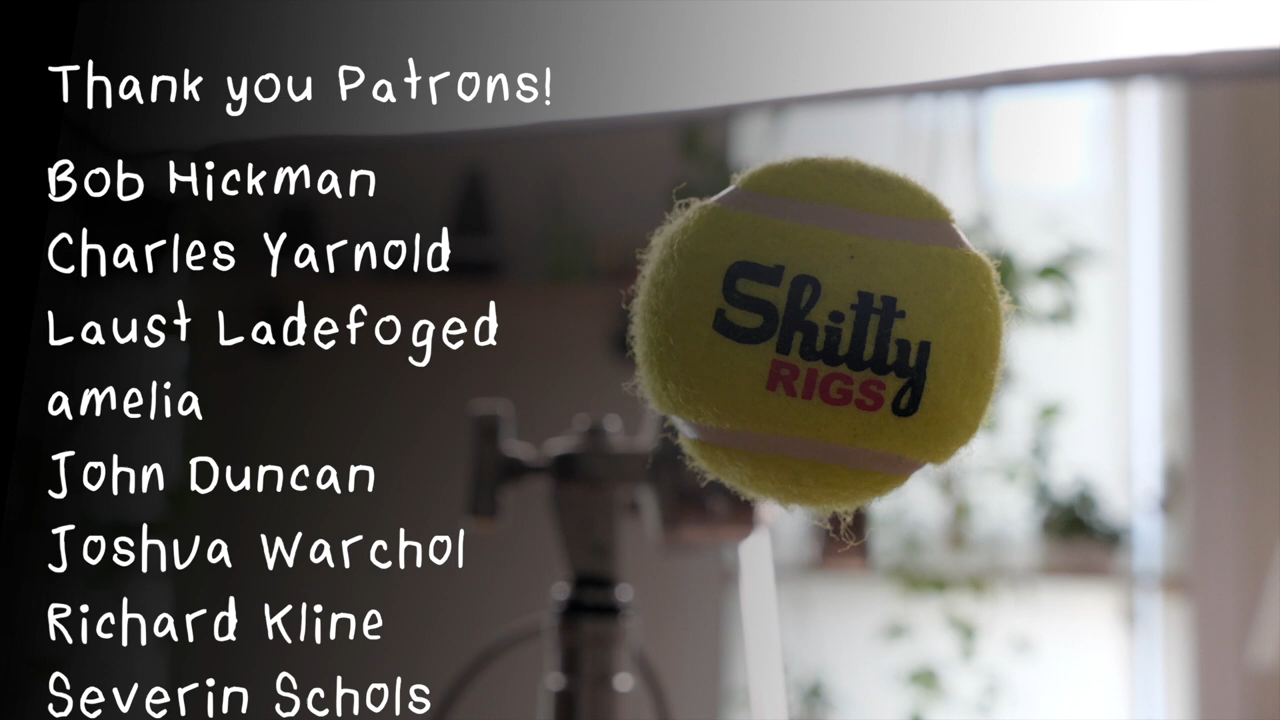 Thank you Patrons!
Bob Hickman
Charles Yarnold
Laust Ladefoged
amelia
John Duncan
Joshua Warchol
Richard Kline
Severin Schols
Shitty
RIGS